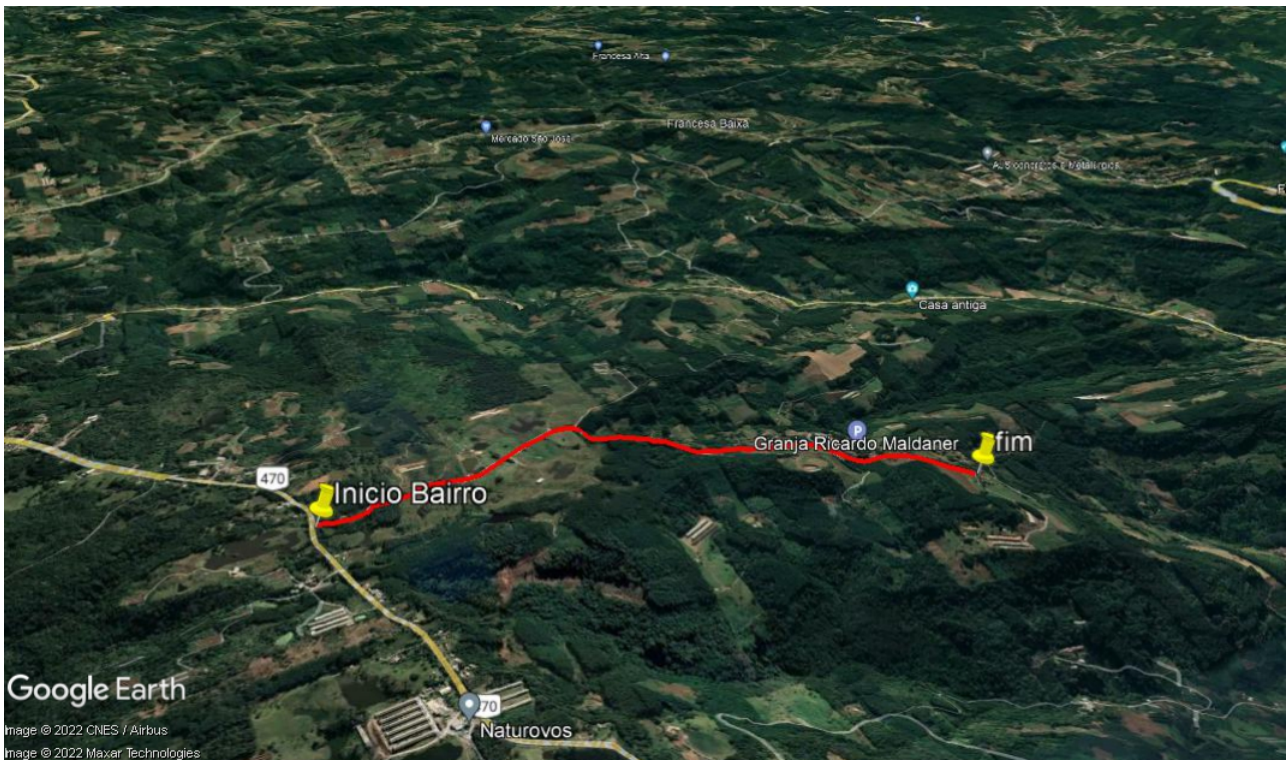 Francesa Alta
Mercado São José
Francesa Baixa
Casa antiga
Granja Ricardo Maldaner
P
fim
470
Inicio Bairro
470
Naturovos
Google Earth
Image © 2022 CNES / Airbus
Image © 2022 Maxar Technologies